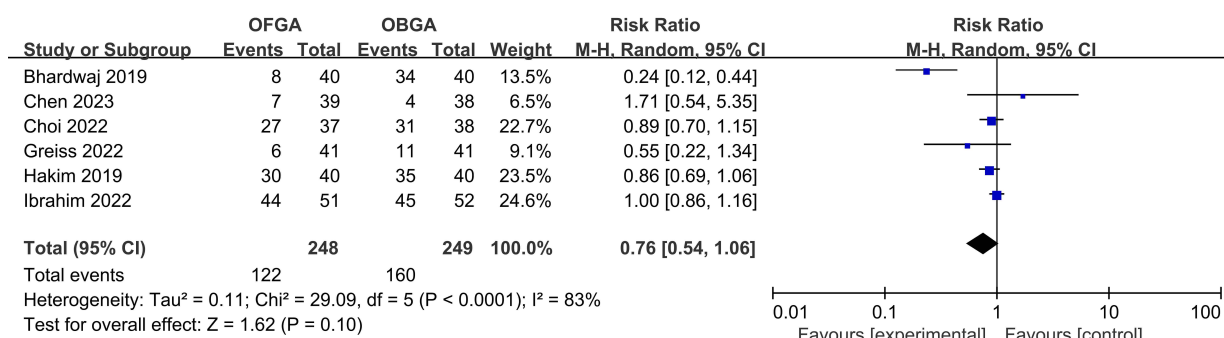 OFGA OBGA Risk Ratio Risk Ratio
Study or Subgroup Events Total Events Total Weight M-H, Random, 95% CI M-H, Random, 95% CI
Bhardwaj 2019 8 40 34 40 13.5% 0.24 [0.12, 0.44]
Chen 2023 7 39 4 38 6.5% 1.71 [0.54, 5.35]
Choi 2022 27 37 31 38 22.7% 0.89 [0.70, 1.15]
Greiss 2022 6 41 11 41 9.1% 0.55 [0.22, 1.34]
Hakim 2019 30 40 35 40 23.5% 0.86 [0.69, 1.06]
Ibrahim 2022 44 51 45 52 24.6% 1.00 [0.86, 1.16]
Total (95% CI) 248 249 100.0% 0.76 [0.54, 1.06]
Total events 122 160
Heterogeneity: Tau² = 0.11; Chi² = 29.09, df = 5 (P < 0.0001); I² = 83%
Test for overall effect: Z = 1.62 (P = 0.10)
0.01 0.1 1 10 100
Favours [experimental] Favours [control]